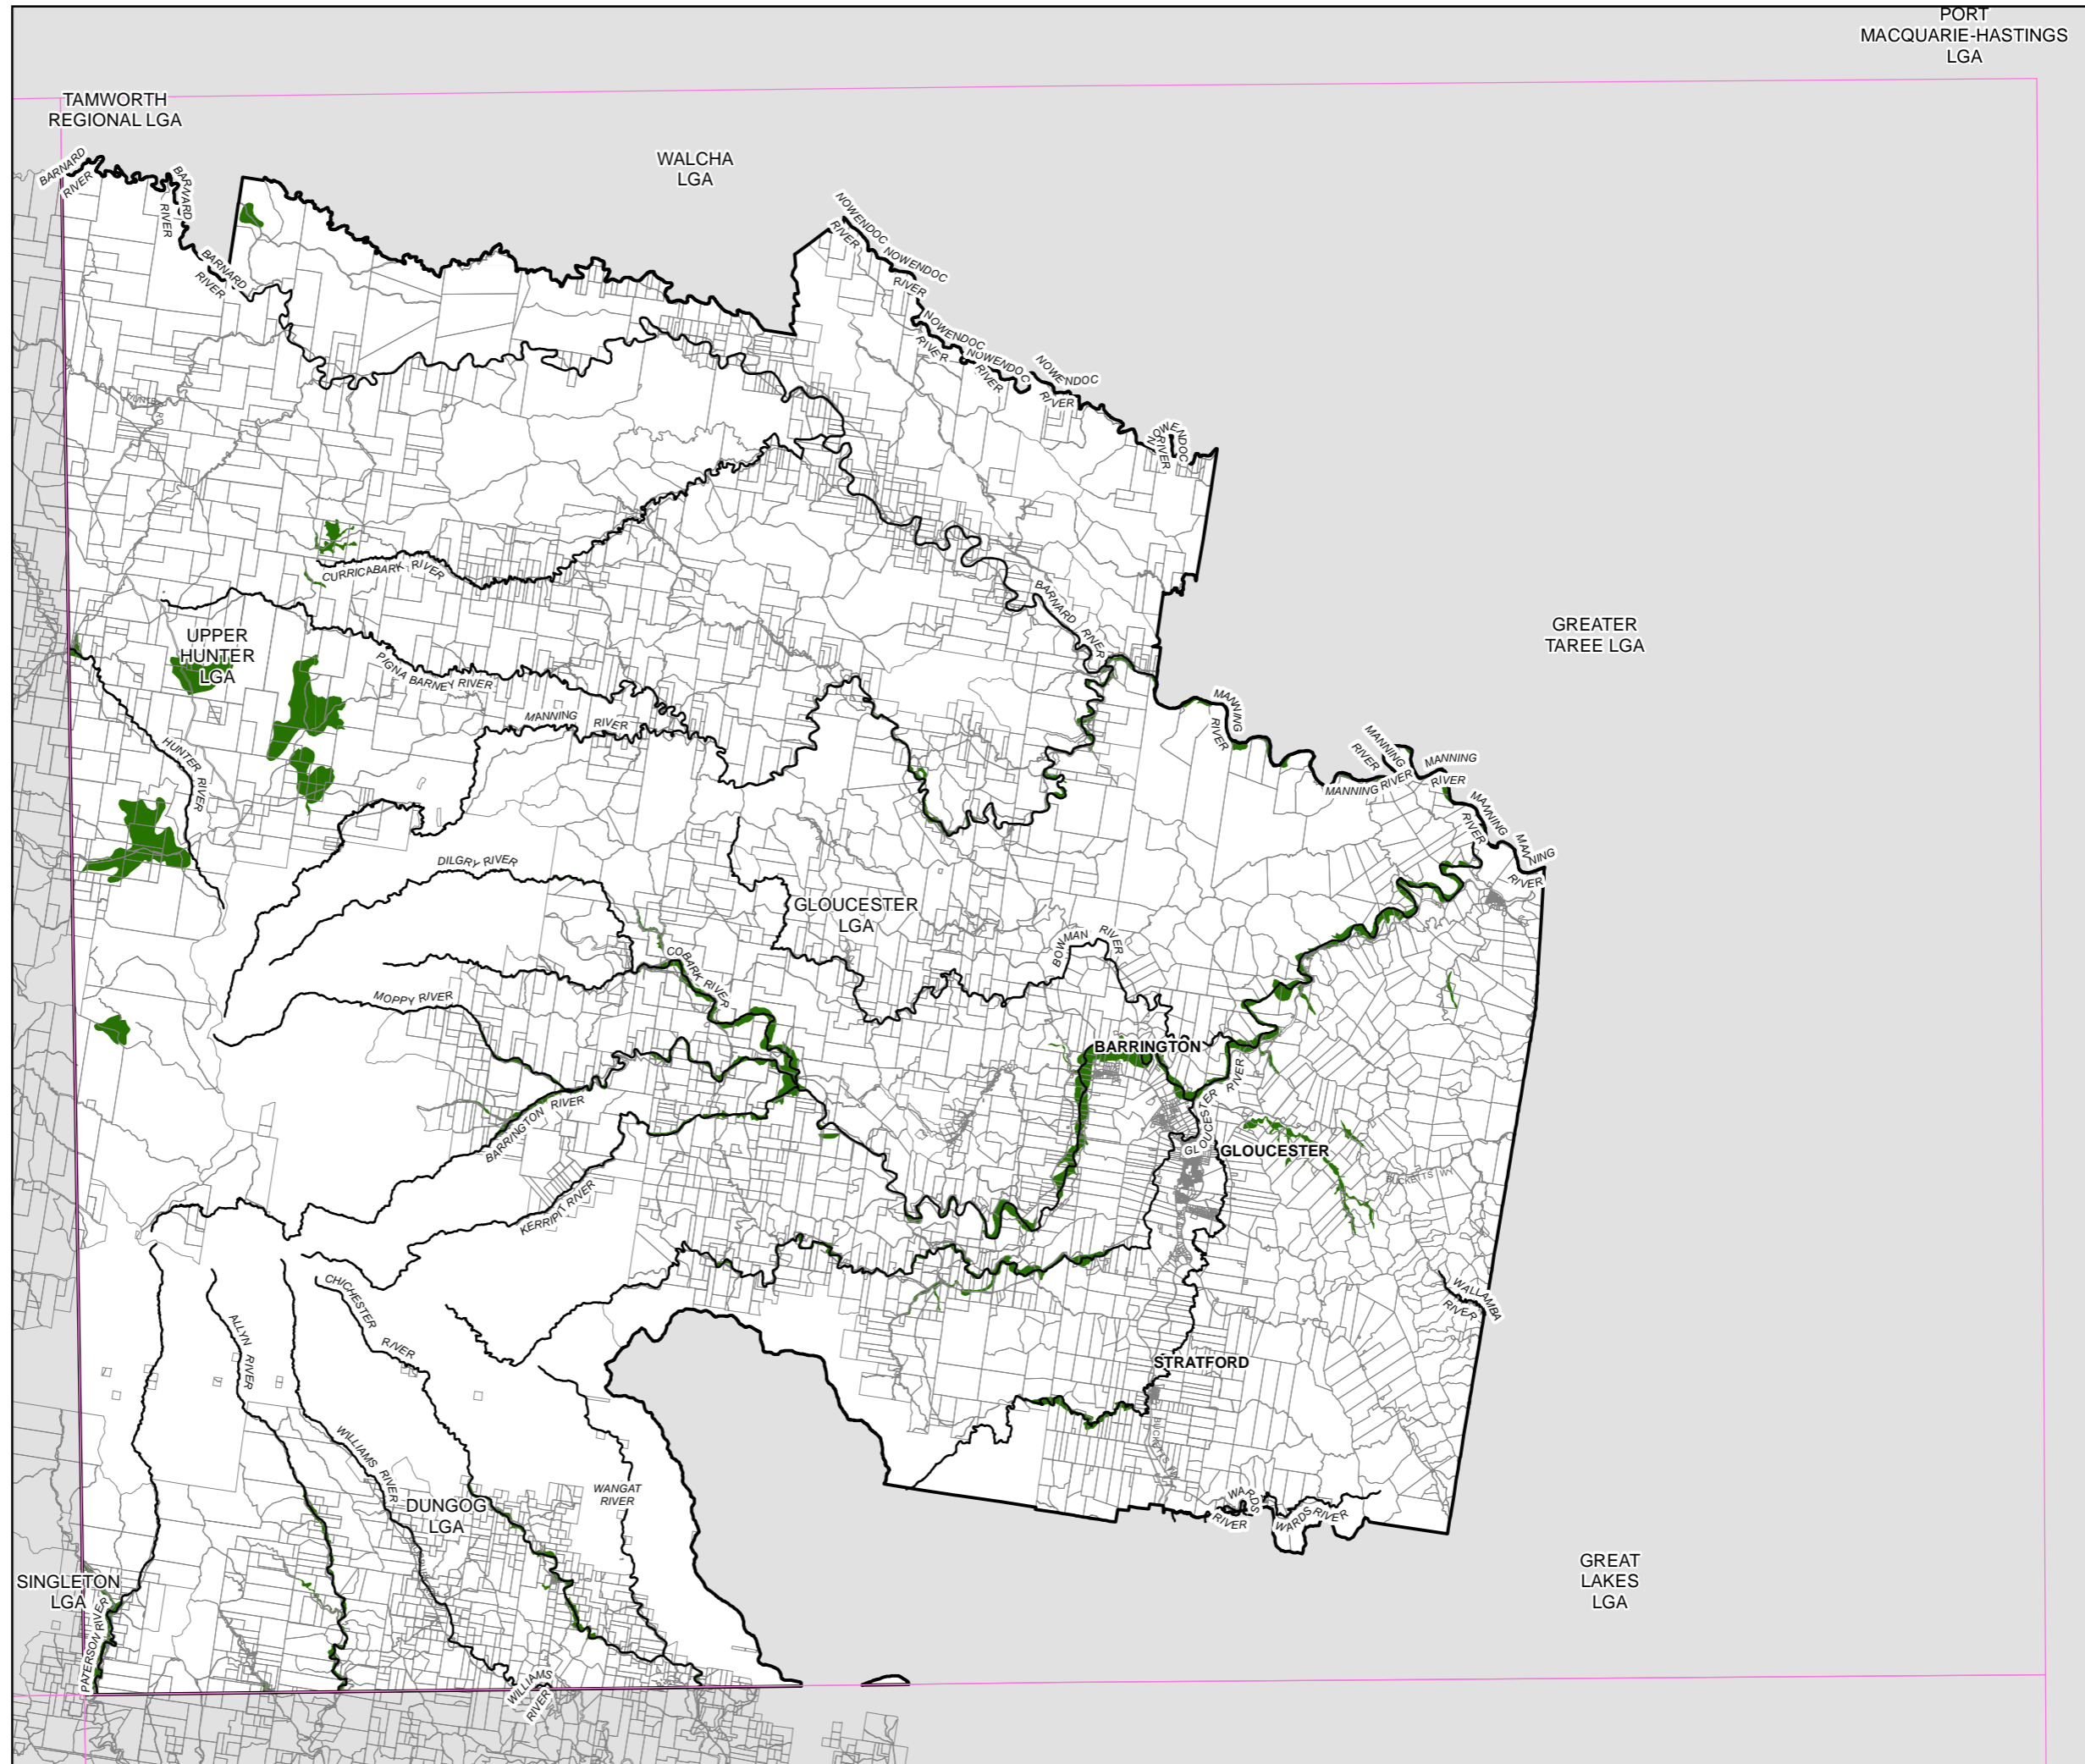 PORT
MACQUARIE-HASTINGS
LGA
TAMWORTH
REGIONAL LGA
WALCHA
LGA
BARNARD
RIVER
BARNARD
RIVER
BARNARD
RIVER
NOWENDOC
RIVER
NOWENDOC
RIVER
NOWENDOC
RIVER
NOWENDOC
RIVER
NOWENDOC
RIVER
NOWENDOC
RIVER
CURRICABARK RIVER
BARNARD RIVER
GREATER
TAREE LGA
UPPER
HUNTER
LGA
PIGNA BARNEY RIVER
MANNING RIVER
MANNING
RIVER
HUNTER RIVER
MANNING
RIVER
MANNING
RIVER
MANNING RIVER
MANNING
RIVER
MANNING
RIVER
DILGRY RIVER
GLOUCESTER
LGA
BOWMAN RIVER
COBARK RIVER
MOPPY RIVER
BARRINGTON
BARRINGTON RIVER
GLOUCESTER RIVER
GLOUCESTER
BUCKETTS WY
KERRIPIT RIVER
CHICHESTER
RIVER
WALLAMBA
RIVER
ALLYN RIVER
STRATFORD
WILLIAMS RIVER
BUCKETTS
WANGAT
RIVER
DUNGOG
LGA
WARDS
RIVER
WARDS RIVER
SINGLETON
LGA
GREAT
LAKES
LGA
PATERSON RIVER
WILLIAMS
RIVER